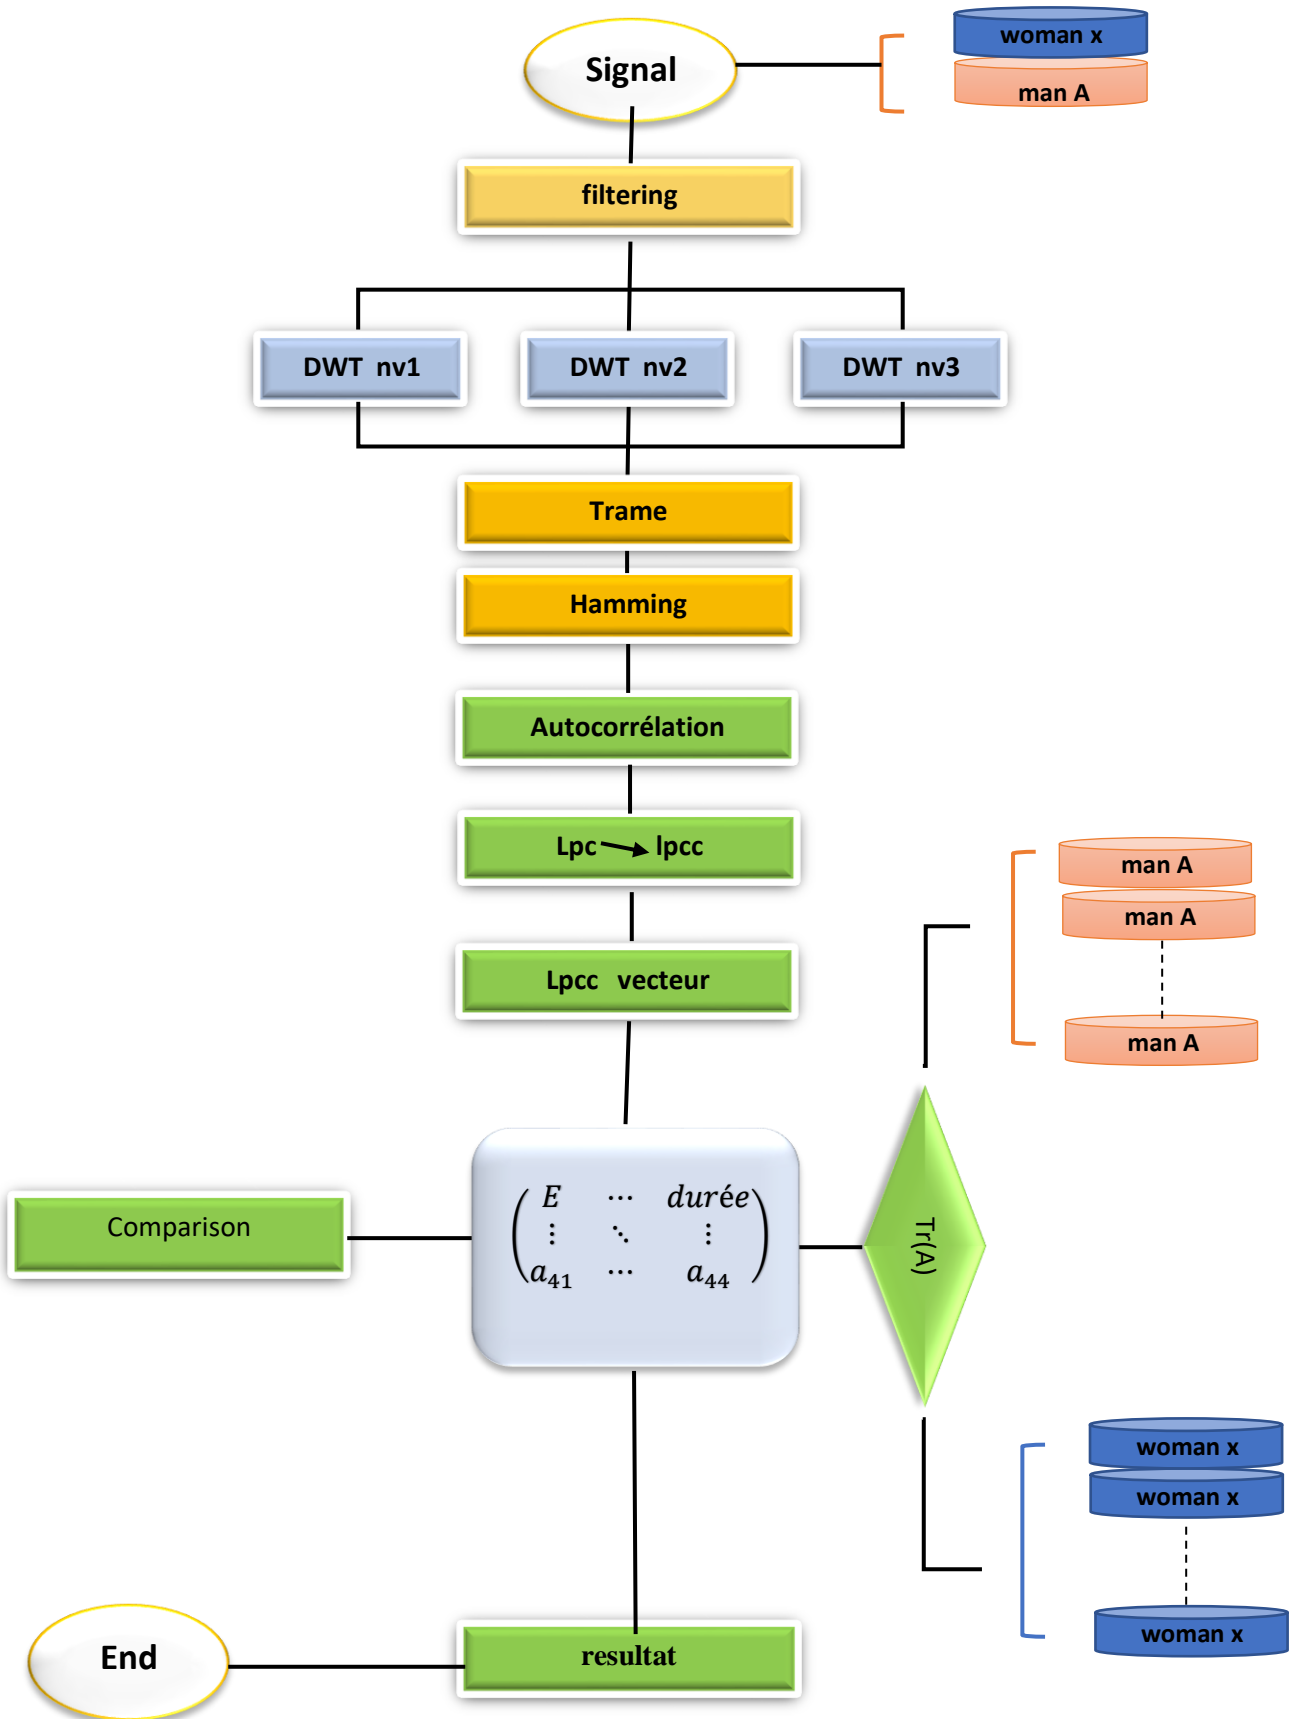 Signal
woman x
man A
filtering
DWT nv1
DWT nv2
DWT nv3
Trame
Hamming
Autocorrélation
Lpc lpcc
Lpcc vecteur
man A
man A
man A
E ⋯ durée
⋮ ⋱ ⋮
a₄₁ ⋯ a₄₄
Comparison
Tr(A)
woman x
woman x
woman x
resultat
End